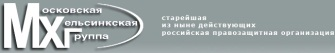 МОСКОВСКАЯ
ХЕЛЬСИНКСКАЯ
ГРУППА
старейшая
из ныне действующих
российская правозащитная организация